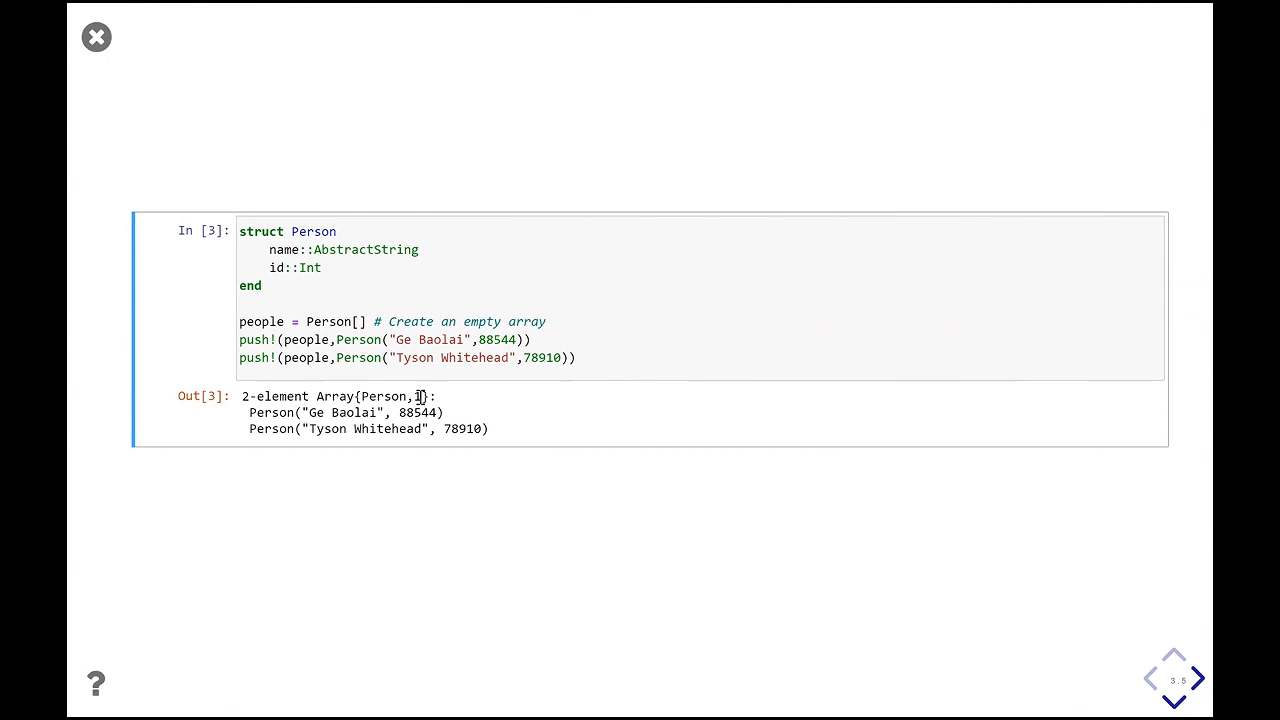 In [3]:
struct Person
    name::AbstractString
    id::Int
end
people = Person[] # Create an empty array
push!(people,Person("Ge Baolai",88544))
push!(people,Person("Tyson Whitehead",78910))
Out[3]:
2-element Array{Person,1}:
 Person("Ge Baolai", 88544)
 Person("Tyson Whitehead", 78910)
?
3.5